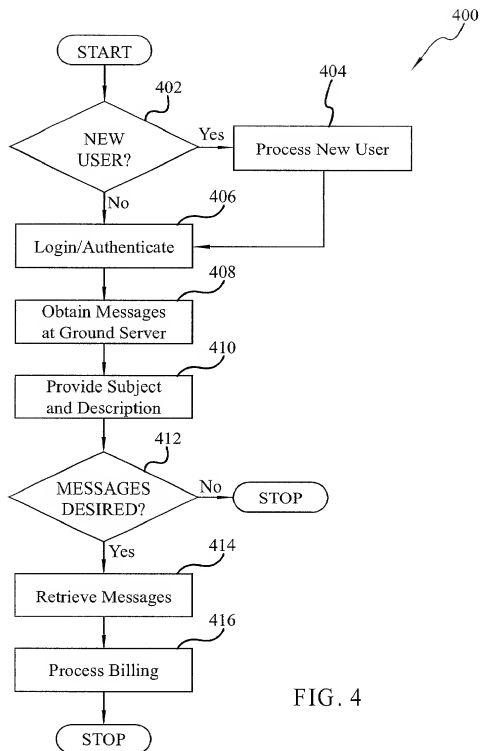 400
START
402
404
NEW
USER?
Yes
Process New User
No
406
Login/Authenticate
408
Obtain Messages
at Ground Server
410
Provide Subject
and Description
412
MESSAGES
DESIRED?
No
STOP
Yes
414
Retrieve Messages
416
Process Billing
FIG. 4
STOP